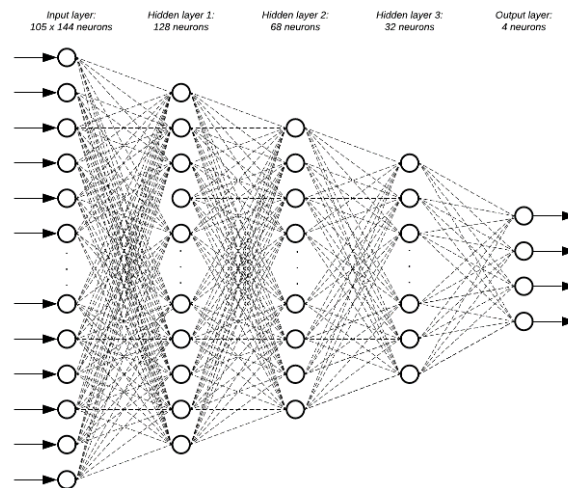 Input layer:
105 x 144 neurons
Hidden layer 1:
128 neurons
Hidden layer 2:
68 neurons
Hidden layer 3:
32 neurons
Output layer:
4 neurons